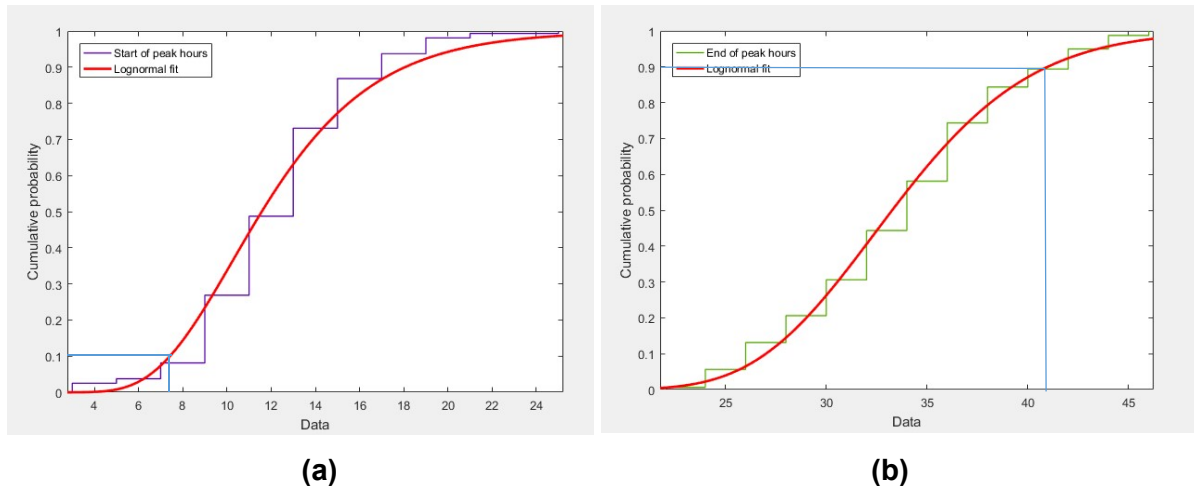 Start of peak hours
Lognormal fit
1
0.9
0.8
0.7
0.6
0.5
0.4
0.3
0.2
0.1
0
Cumulative probability
4 6 8 10 12 14 16 18 20 22 24
Data
(a)
End of peak hours
Lognormal fit
1
0.9
0.8
0.7
0.6
0.5
0.4
0.3
0.2
0.1
0
Cumulative probability
25 30 35 40 45
Data
(b)